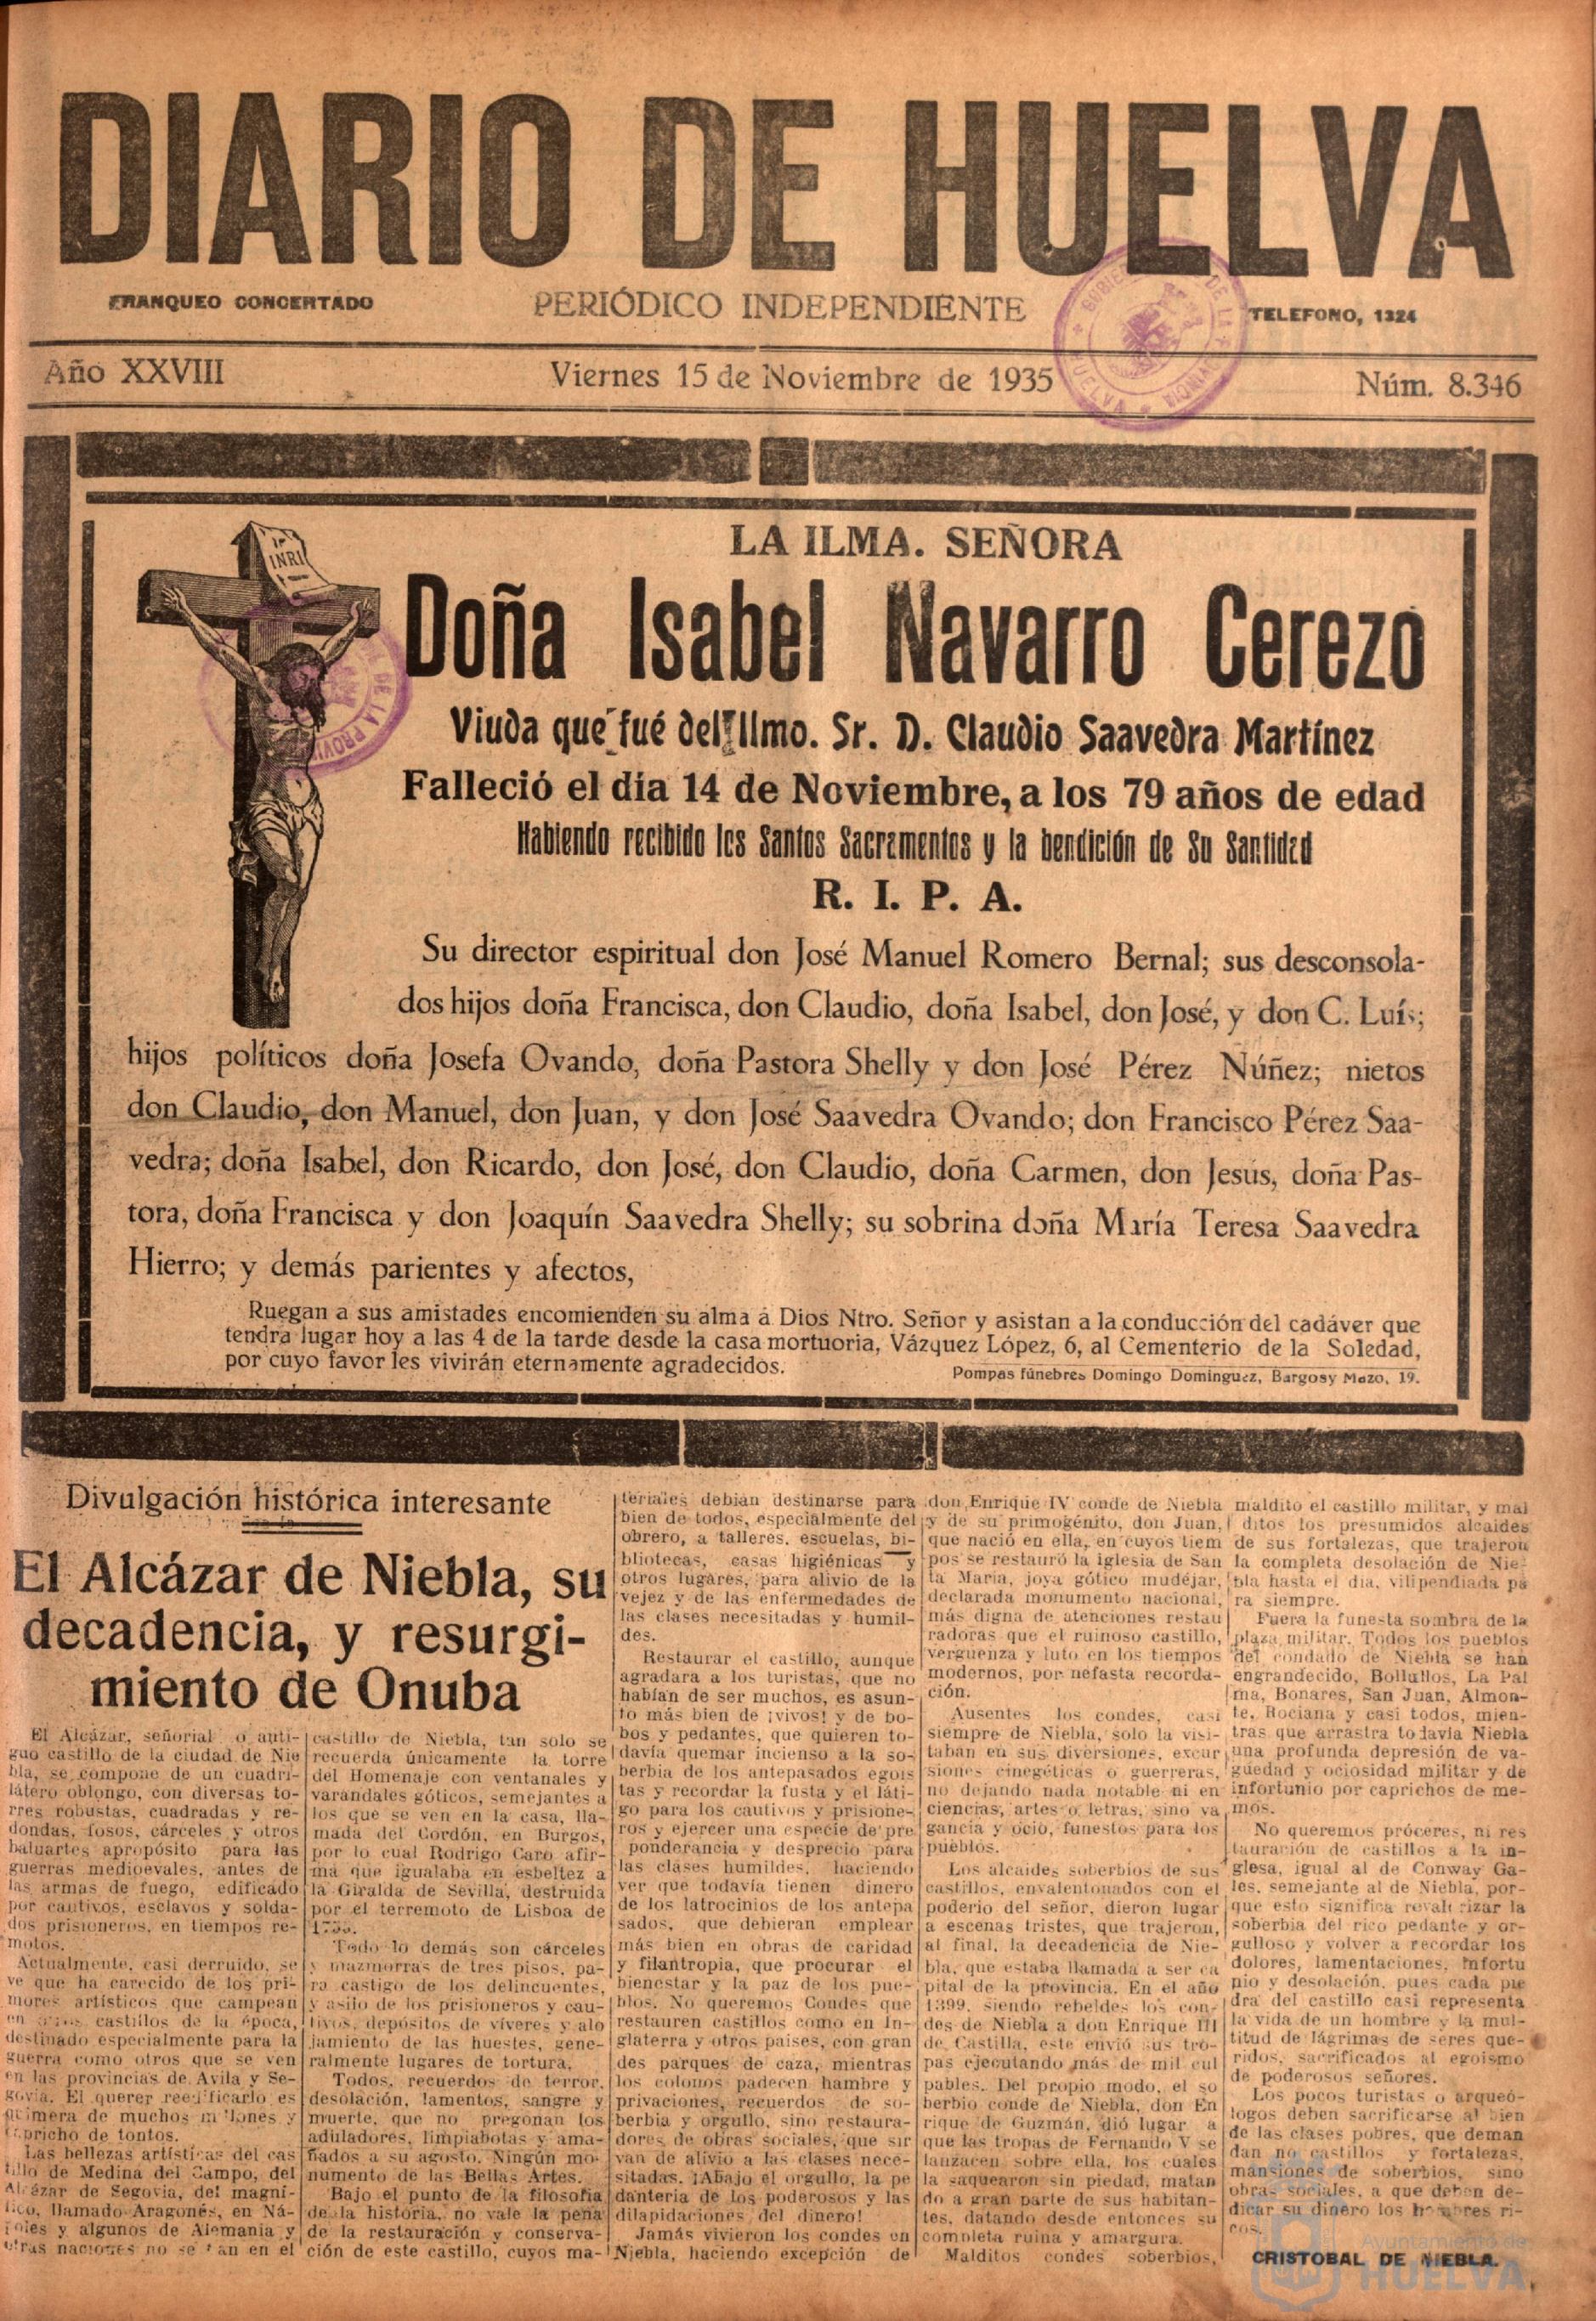 DIARIO DE HUELVA
FRANQUEO CONCERTADO
PERIÓDICO INDEPENDIENTE
TELEFONO, 1324
Año XXVIII
Viernes 15 de Noviembre de 1935
Núm. 8.346
INRI
LA ILMA. SEÑORA
Doña Isabel Navarro Cerezo
Viuda que fué del Ilmo. Sr. D. Claudio Saavedra Martínez
Falleció el día 14 de Noviembre, a los 79 años de edad
Habiendo recibido los Santos Sacramentos y la bendición de Su Santidad
R. I. P. A.
Su director espiritual don José Manuel Romero Bernal; sus desconsola-
dos hijos doña Francisca, don Claudio, doña Isabel, don José, y don C. Luís;
hijos políticos doña Josefa Ovando, doña Pastora Shelly y don José Pérez Núñez; nietos
don Claudio, don Manuel, don Juan, y don José Saavedra Ovando; don Francisco Pérez Saa-
vedra; doña Isabel, don Ricardo, don José, don Claudio, doña Carmen, don Jesús, doña Pas-
tora, doña Francisca y don Joaquín Saavedra Shelly; su sobrina doña María Teresa Saavedra
Hierro; y demás parientes y afectos,
Ruegan a sus amistades encomienden su alma á Dios Ntro. Señor y asistan a la conducción del cadáver que
tendra lugar hoy a las 4 de la tarde desde la casa mortuoria, Vázquez López, 6, al Cementerio de la Soledad,
por cuyo favor les vivirán eternamente agradecidos.
Pompas fúnebres Domingo Dominguez, Bargosy Mozo, 19.
Divulgación histórica interesante
El Alcázar de Niebla, su
decadencia, y resurgi-
miento de Onuba
El Alcázar, señorial o anti-
guo castillo de la ciudad de Nie
bla, se compone de un cuadri-
látero oblongo, con diversas to-
rres robustas, cuadradas y re-
dondas, fosos, cárceles y otros
baluartes apropósito para las
guerras medioevales, antes de
las armas de fuego, edificado
por cautivos, esclavos y solda-
dos prisioneros, en tiempos re-
motos.
Actualmente, casi derruido, se
ve que ha carecido de los pri-
mores artísticos que campean
en castillos de la época,
destinado especialmente para la
guerra como otros que se ven
en las provincias de Avila y Se-
govia. El querer reedificarlo es
quimera de muchos millones y
capricho de tontos.
Las bellezas artísticas del cas
tillo de Medina del Campo, del
Alcázar de Segovia, del magní-
fico, llamado Aragonés, en Ná-
poles y algunos de Alemania y
otras naciones no se dan en el
castillo de Niebla, tan solo se
recuerda únicamente la torre
del Homenaje con ventanales y
varandales góticos, semejantes a
los que se ven en la casa, lla-
mada del Cordón, en Burgos,
por lo cual Rodrigo Caro afir-
ma que igualaba en esbeltez a
la Giralda de Sevilla, destruida
por el terremoto de Lisboa de
1755.
Todo lo demás son cárceles
y mazmorras de tres pisos, pa-
ra castigo de los delincuentes,
y asilo de los prisioneros y cau-
tivos, depósitos de víveres y alo
jamiento de las huestes, gene-
ralmente lugares de tortura.
Todos, recuerdos de terror,
desolación, lamentos, sangre y
muerte, que no pregonan los
aduladores, limpiabotas y ama-
ñados a su agosto. Ningún mo-
numento de las Bellas Artes.
Bajo el punto de la filosofía
de la historia, no vale la pena
de la restauración y conserva-
ción de este castillo, cuyos ma-
teriales debian destinarse para
bien de todos, especialmente del
obrero, a talleres, escuelas, bi-
bliotecas, casas higiénicas y
otros lugares, para alivio de la
vejez y de las enfermedades de
las clases necesitadas y humil-
des.
Restaurar el castillo, aunque
agradara a los turistas, que no
habían de ser muchos, es asun-
to más bien de ¡vivos! y de bo-
bos y pedantes, que quieren to-
davía quemar incienso a la so-
berbia de los antepasados egois
tas y recordar la fusta y el láti-
go para los cautivos y prisione-
ros y ejercer una especie de pre
ponderancia y desprecio para
las clases humildes, haciendo
ver que todavía tienen dinero
de los latrocinios de los antepa
sados, que debieran emplear
más bien en obras de caridad
y filantropia, que procurar el
bienestar y la paz de los pue-
blos. No queremos Condes que
restauren castillos como en In-
glaterra y otros paises, con gran
des parques de caza, mientras
los colonos padecen hambre y
privaciones, recuerdos de so-
berbia y orgullo, sino restaura-
dores de obras sociales, que sir
van de alivio a las clases nece-
sitadas. ¡Abajo el orgullo, la pe
danteria de los poderosos y las
dilapidaciones del dinero!
Jamás vivieron los condes en
Niebla, haciendo excepción de
don Enrique IV conde de Niebla
y de su primogénito, don Juan,
que nació en ella, en cuyos tiem
pos se restauró la iglesia de San
ta Maria, joya gótico mudéjar,
declarada monumento nacional,
más digna de atenciones restau
radoras que el ruinoso castillo,
verguenza y luto en los tiempos
modernos, por nefasta recorda-
ción.
Ausentes los condes, casi
siempre de Niebla, solo la visi-
taban en sus diversiones, excur
siones cinegéticas o guerreras,
no dejando nada notable ni en
ciencias, artes o letras, sino va
gancia y ocio, funestos para los
pueblos.
Los alcaides soberbios de sus
castillos, envalentonados con el
poderio del señor, dieron lugar
a escenas tristes, que trajeron,
al final, la decadencia de Nie-
bla, que estaba llamada a ser ca
pital de la provincia. En el año
1399, siendo rebeldes los con-
des de Niebla a don Enrique III
de Castilla, este envió sus tro-
pas ejecutando más de mil cul
pables. Del propio modo, el so
berbio conde de Niebla, don En
rique de Guzmán, dió lugar a
que las tropas de Fernando V se
lanzacen sobre ella, los cuales
la saquearon sin piedad, matan
do a gran parte de sus habitan-
tes, datando desde entonces su
completa ruina y amargura.
Malditos condes soberbios,
maldito el castillo militar, y mal
ditos los presumidos alcaides
de sus fortalezas, que trajeron
la completa desolación de Nie-
bla hasta el dia, vilipendiada pa
ra siempre.
Fuera la funesta sombra de la
plaza militar. Todos los pueblos
del condado de Niebla se han
engrandecido, Bollullos, La Pal
ma, Bonares, San Juan, Almon-
te, Rociana y casi todos, mien-
tras que arrastra todavía Niebla
una profunda depresión de va-
guedad y ociosidad militar y de
infortunio por caprichos de me-
mos.
No queremos próceres, ni res
tauración de castillos a la in-
glesa, igual al de Conway Ga-
les, semejante al de Niebla, por-
que esto significa revalorizar la
soberbia del rico pedante y or-
gulloso y volver a recordar los
dolores, lamentaciones, infortu
nio y desolación, pues cada pie
dra del castillo casi representa
la vida de un hombre y la mul-
titud de lágrimas de seres que-
ridos, sacrificados al egoismo
de poderosos señores.
Los pocos turistas o arqueó-
logos deben sacrificarse al bien
de las clases pobres, que deman
dan no castillos y fortalezas,
mansiones de soberbios, sino
obras sociales, a que deben de-
dicar su dinero los hombres ri-
cos.
CRISTOBAL DE NIEBLA.
Ayuntamiento de
HUELVA